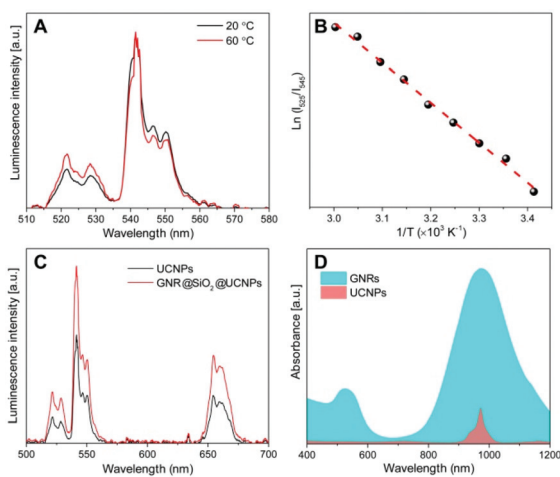 A
20 °C
60 °C
Luminescence intensity [a.u.]
510 520 530 540 550 560 570 580
Wavelength (nm)
B
Ln (I525/I545)
3.0 3.1 3.2 3.3 3.4
1/T (×10³ K⁻¹)
C
UCNPs
GNR@SiO₂@UCNPs
Luminescence intensity [a.u.]
400 500 550 600 650 700
Wavelength (nm)
D
GNRs
UCNPs
Absorbance [a.u.]
400 600 800 1000 1200
Wavelength (nm)